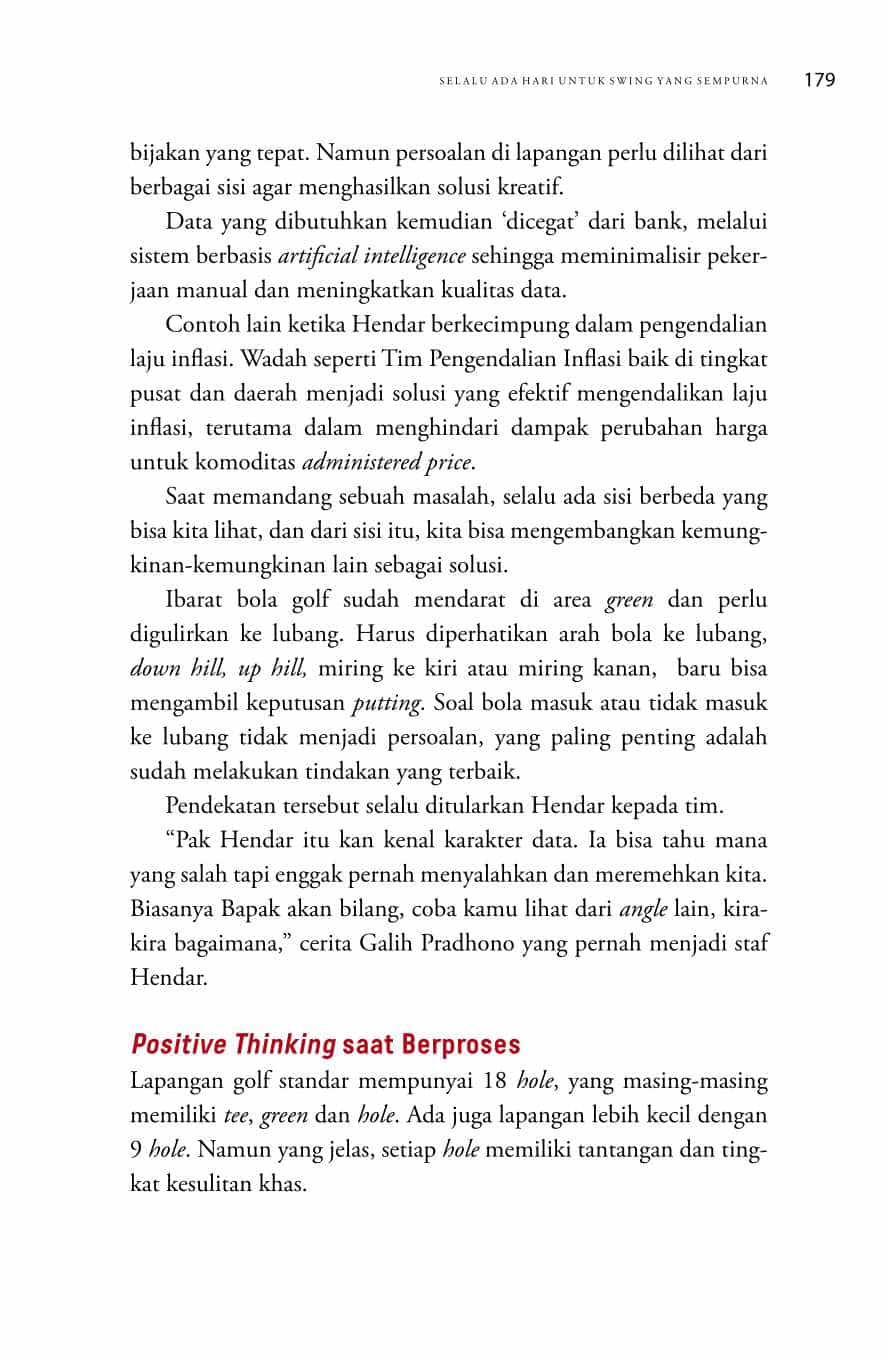 SELALU ADA HARI UNTUK SWING YANG SEMPURNA 179
bijakan yang tepat. Namun persoalan di lapangan perlu dilihat dari
berbagai sisi agar menghasilkan solusi kreatif.
Data yang dibutuhkan kemudian ‘dicegat’ dari bank, melalui
sistem berbasis artificial intelligence sehingga meminimalisir peker-
jaan manual dan meningkatkan kualitas data.
Contoh lain ketika Hendar berkecimpung dalam pengendalian
laju inflasi. Wadah seperti Tim Pengendalian Inflasi baik di tingkat
pusat dan daerah menjadi solusi yang efektif mengendalikan laju
inflasi, terutama dalam menghindari dampak perubahan harga
untuk komoditas administered price.
Saat memandang sebuah masalah, selalu ada sisi berbeda yang
bisa kita lihat, dan dari sisi itu, kita bisa mengembangkan kemung-
kinan-kemungkinan lain sebagai solusi.
Ibarat bola golf sudah mendarat di area green dan perlu
digulirkan ke lubang. Harus diperhatikan arah bola ke lubang,
down hill, up hill, miring ke kiri atau miring kanan, baru bisa
mengambil keputusan putting. Soal bola masuk atau tidak masuk
ke lubang tidak menjadi persoalan, yang paling penting adalah
sudah melakukan tindakan yang terbaik.
Pendekatan tersebut selalu ditularkan Hendar kepada tim.
“Pak Hendar itu kan kenal karakter data. Ia bisa tahu mana
yang salah tapi enggak pernah menyalahkan dan meremehkan kita.
Biasanya Bapak akan bilang, coba kamu lihat dari angle lain, kira-
kira bagaimana,” cerita Galih Pradhono yang pernah menjadi staf
Hendar.
Positive Thinking saat Berproses
Lapangan golf standar mempunyai 18 hole, yang masing-masing
memiliki tee, green dan hole. Ada juga lapangan lebih kecil dengan
9 hole. Namun yang jelas, setiap hole memiliki tantangan dan ting-
kat kesulitan khas.